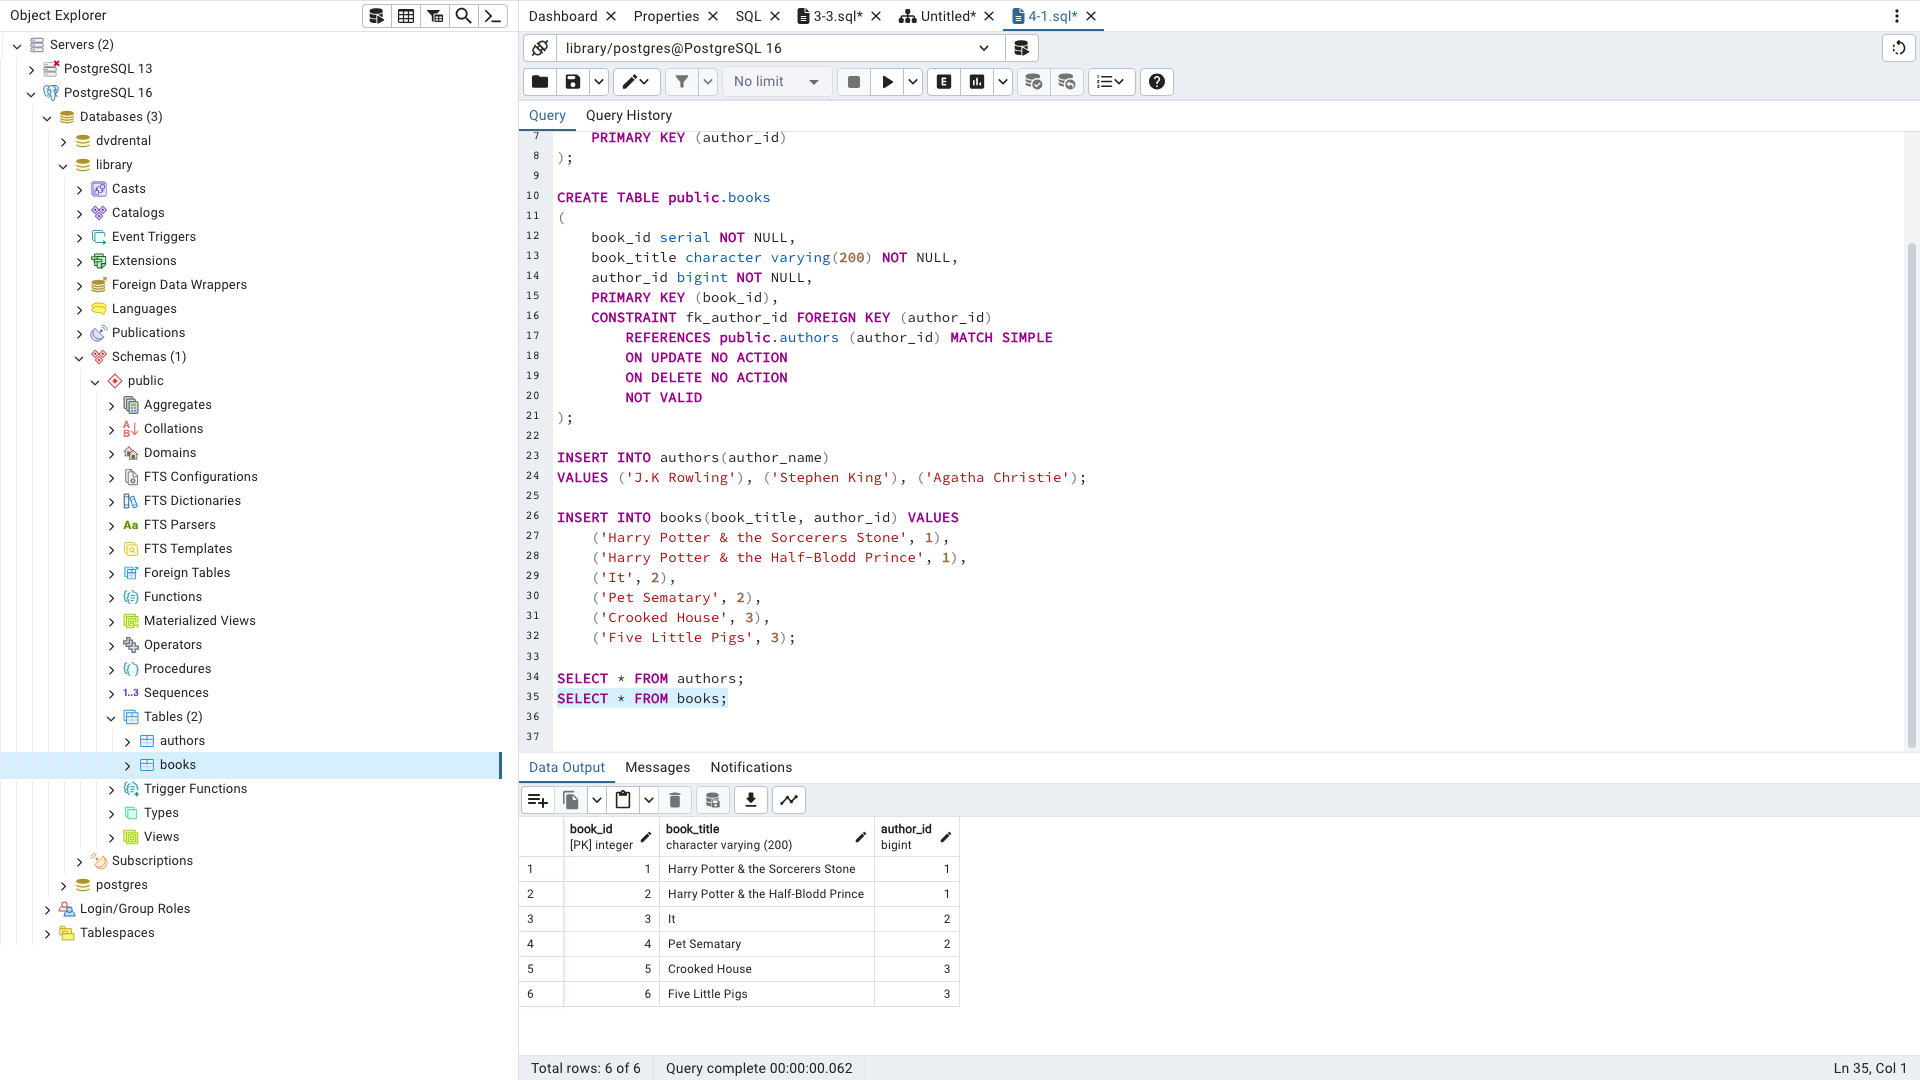 Object Explorer
Servers (2)
PostgreSQL 13
PostgreSQL 16
Databases (3)
dvdrental
library
Casts
Catalogs
Event Triggers
Extensions
Foreign Data Wrappers
Languages
Publications
Schemas (1)
public
Aggregates
Collations
Domains
FTS Configurations
FTS Dictionaries
Aa FTS Parsers
FTS Templates
Foreign Tables
Functions
Materialized Views
Operators
Procedures
1..3 Sequences
Tables (2)
authors
books
Trigger Functions
Types
Views
Subscriptions
postgres
Login/Group Roles
Tablespaces
Dashboard Properties SQL 3-3.sql* Untitled* 4-1.sql*
library/postgres@PostgreSQL 16
No limit E
Query Query History
7 PRIMARY KEY (author_id)
8 );
9
10 CREATE TABLE public.books
11 (
12 book_id serial NOT NULL,
13 book_title character varying(200) NOT NULL,
14 author_id bigint NOT NULL,
15 PRIMARY KEY (book_id),
16 CONSTRAINT fk_author_id FOREIGN KEY (author_id)
17 REFERENCES public.authors (author_id) MATCH SIMPLE
18 ON UPDATE NO ACTION
19 ON DELETE NO ACTION
20 NOT VALID
21 );
22
23 INSERT INTO authors(author_name)
24 VALUES ('J.K Rowling'), ('Stephen King'), ('Agatha Christie');
25
26 INSERT INTO books(book_title, author_id) VALUES
27 ('Harry Potter & the Sorcerers Stone', 1),
28 ('Harry Potter & the Half-Blodd Prince', 1),
29 ('It', 2),
30 ('Pet Sematary', 2),
31 ('Crooked House', 3),
32 ('Five Little Pigs', 3);
33
34 SELECT * FROM authors;
35 SELECT * FROM books;
36
37
Data Output Messages Notifications
book_id book_title author_id
[PK] integer character varying (200) bigint
1 1 Harry Potter & the Sorcerers Stone 1
2 2 Harry Potter & the Half-Blodd Prince 1
3 3 It 2
4 4 Pet Sematary 2
5 5 Crooked House 3
6 6 Five Little Pigs 3
Total rows: 6 of 6 Query complete 00:00:00.062 Ln 35, Col 1